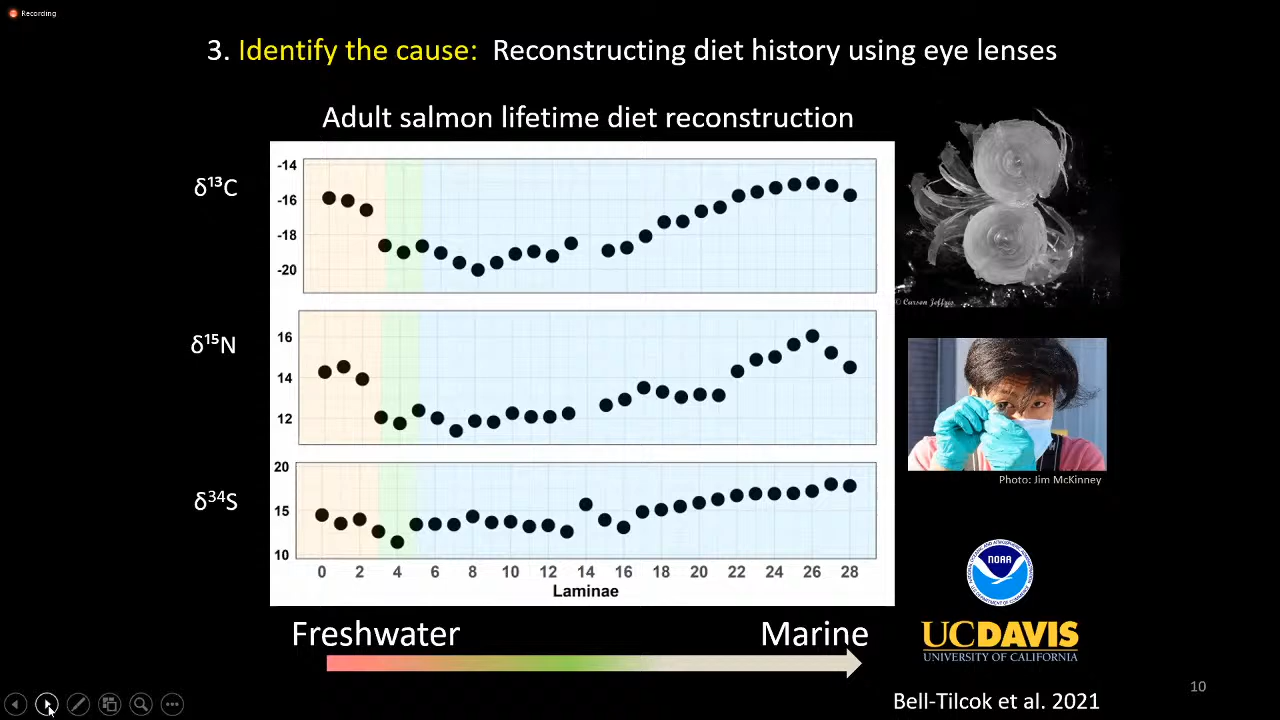 Recording
3. Identify the cause: Reconstructing diet history using eye lenses
Adult salmon lifetime diet reconstruction
δ¹³C
-14
-16
-18
-20
© Carson Jeffres
δ¹⁵N
16
14
12
Photo: Jim McKinney
δ³⁴S
20
15
10
0 2 4 6 8 10 12 14 16 18 20 22 24 26 28
Laminae
NOAA
Freshwater
Marine
UCDAVIS
UNIVERSITY OF CALIFORNIA
Bell-Tilcok et al. 2021
10